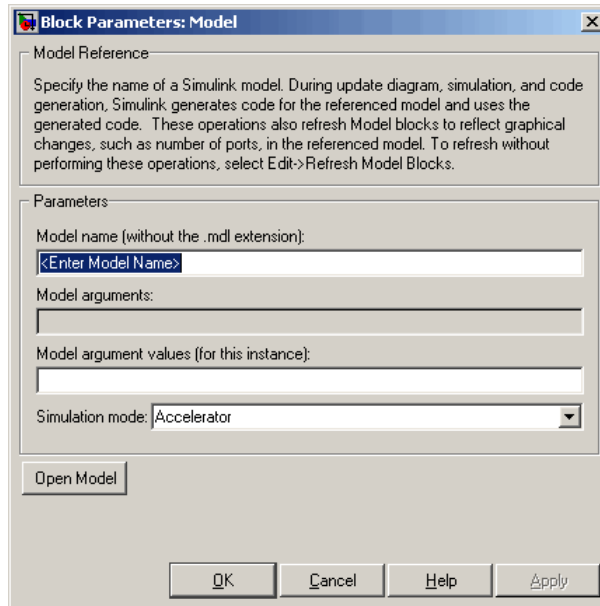 Block Parameters: Model
Model Reference
Specify the name of a Simulink model. During update diagram, simulation, and code
generation, Simulink generates code for the referenced model and uses the
generated code.  These operations also refresh Model blocks to reflect graphical
changes, such as number of ports, in the referenced model. To refresh without
performing these operations, select Edit->Refresh Model Blocks.
Parameters
Model name (without the .mdl extension):
<Enter Model Name>
Model arguments:
Model argument values (for this instance):
Simulation mode: Accelerator
Open Model
OK Cancel Help Apply